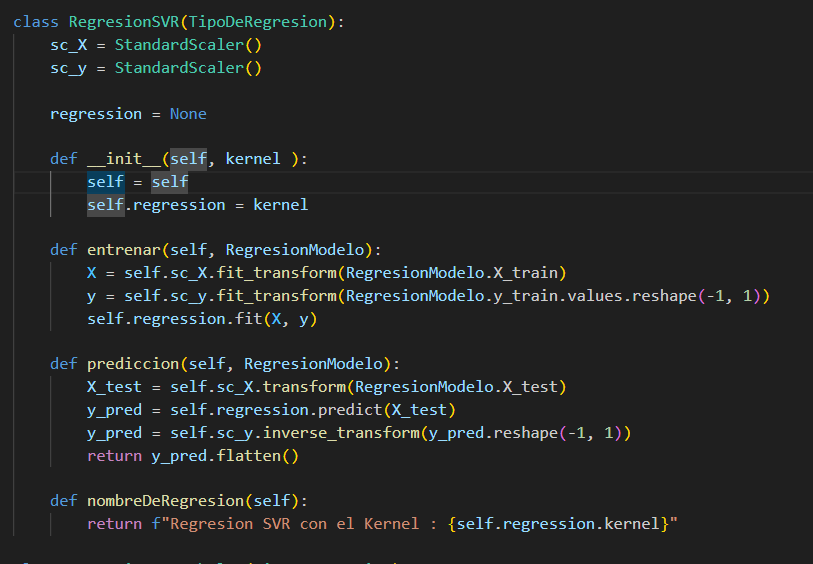 class RegresionSVR(TipoDeRegresion):
    sc_X = StandardScaler()
    sc_y = StandardScaler()
    regression = None
    def __init__(self, kernel ):
        self = self
        self.regression = kernel
    def entrenar(self, RegresionModelo):
        X = self.sc_X.fit_transform(RegresionModelo.X_train)
        y = self.sc_y.fit_transform(RegresionModelo.y_train.values.reshape(-1, 1))
        self.regression.fit(X, y)
    def prediccion(self, RegresionModelo):
        X_test = self.sc_X.transform(RegresionModelo.X_test)
        y_pred = self.regression.predict(X_test)
        y_pred = self.sc_y.inverse_transform(y_pred.reshape(-1, 1))
        return y_pred.flatten()
    def nombreDeRegresion(self):
        return f"Regresion SVR con el Kernel : {self.regression.kernel}"